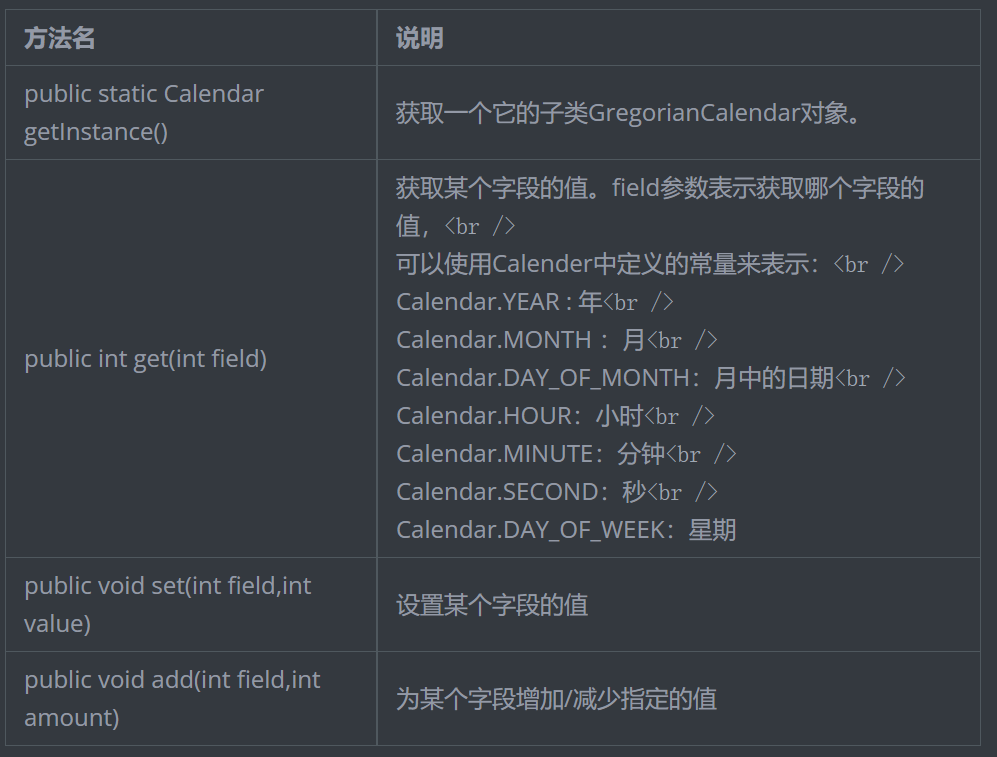 方法名
说明
public static Calendar
getInstance()
获取一个它的子类GregorianCalendar对象。
public int get(int field)
获取某个字段的值。field参数表示获取哪个字段的
值，<br />
可以使用Calender中定义的常量来表示：<br />
Calendar.YEAR : 年<br />
Calendar.MONTH ：月<br />
Calendar.DAY_OF_MONTH：月中的日期<br />
Calendar.HOUR：小时<br />
Calendar.MINUTE：分钟<br />
Calendar.SECOND：秒<br />
Calendar.DAY_OF_WEEK：星期
public void set(int field,int
value)
设置某个字段的值
public void add(int field,int
amount)
为某个字段增加/减少指定的值